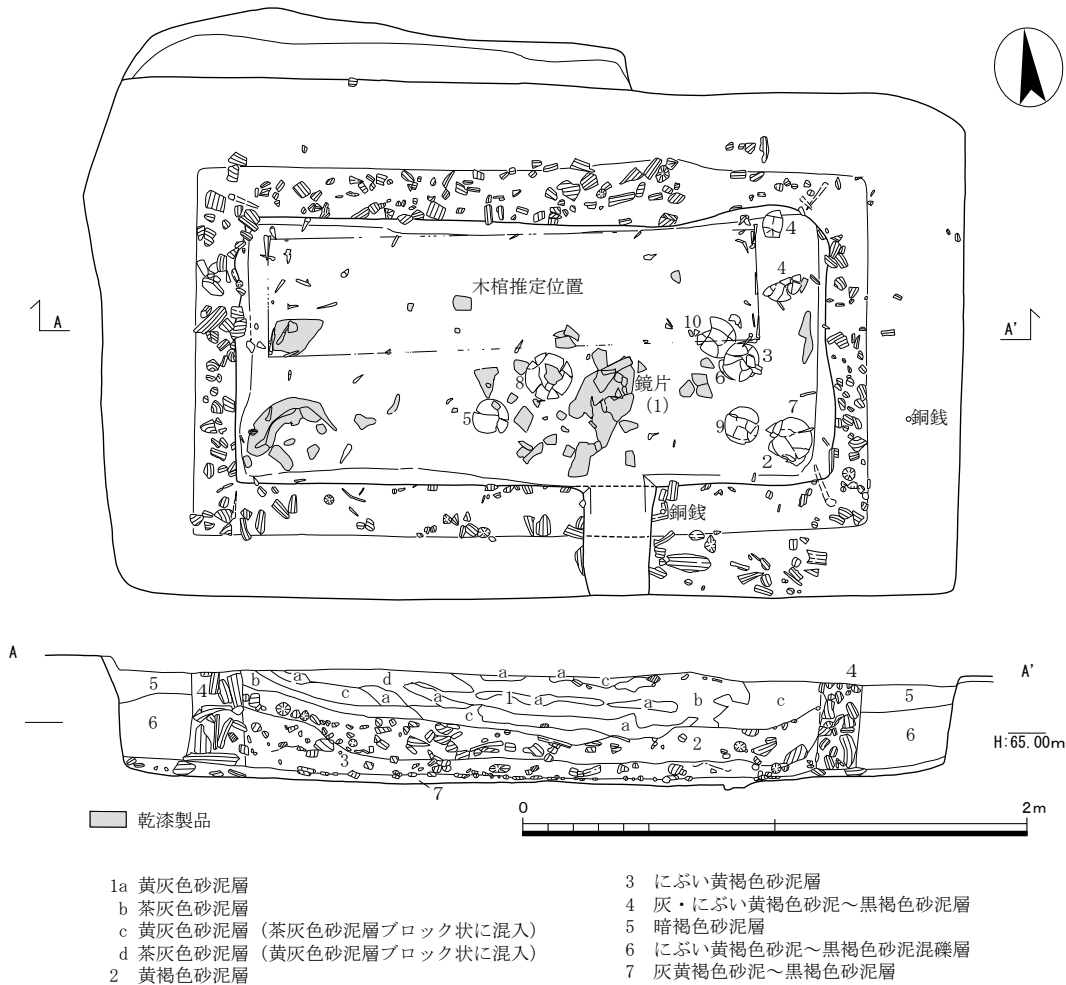 4
木棺推定位置
4
10
3
8
鏡片
(1)
6
5
9
7
2
銅銭
銅銭
A
A'
A
A'
4
5
4
b
a
d
a
a
c
b
c
5
c
a
a
1
a
a
6
c
a
2
6
3
7
H:65.00m
乾漆製品
0
2m
1a 黄灰色砂泥層
b 茶灰色砂泥層
c 黄灰色砂泥層（茶灰色砂泥層ブロック状に混入）
d 茶灰色砂泥層（黄灰色砂泥層ブロック状に混入）
2 黄褐色砂泥層
3 にぶい黄褐色砂泥層
4 灰・にぶい黄褐色砂泥～黒褐色砂泥層
5 暗褐色砂泥層
6 にぶい黄褐色砂泥～黒褐色砂泥混礫層
7 灰黄褐色砂泥～黒褐色砂泥層